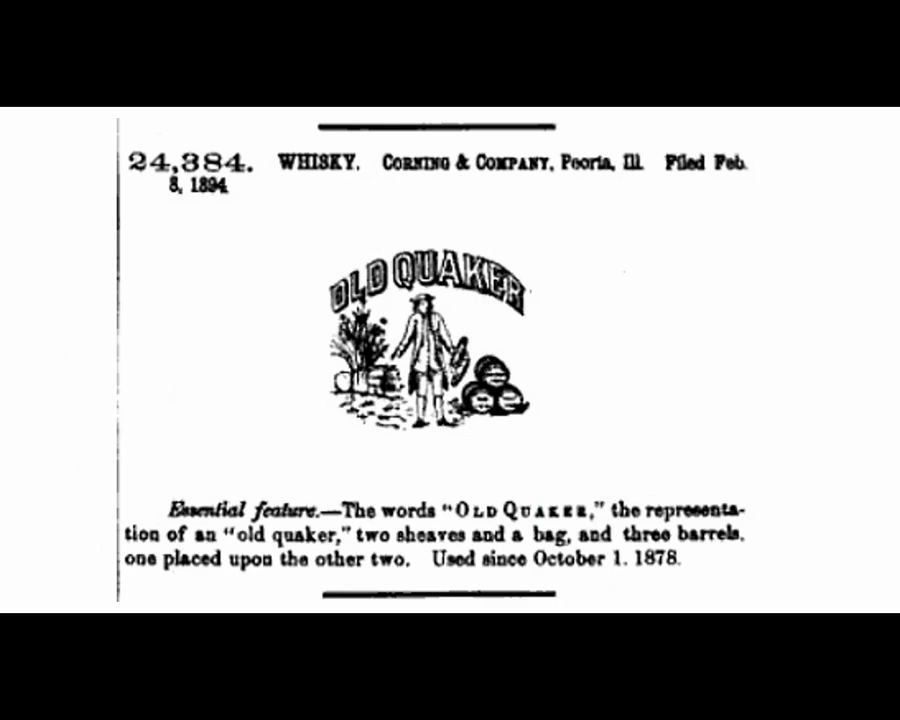 24,384. WHISKY. CORNING & COMPANY, Peoria, Ill. Filed Feb.
8, 1894.
OLD QUAKER
Essential feature.—The words "OLD QUAKER," the representa-
tion of an "old quaker," two sheaves and a bag, and three barrels,
one placed upon the other two. Used since October 1, 1878.